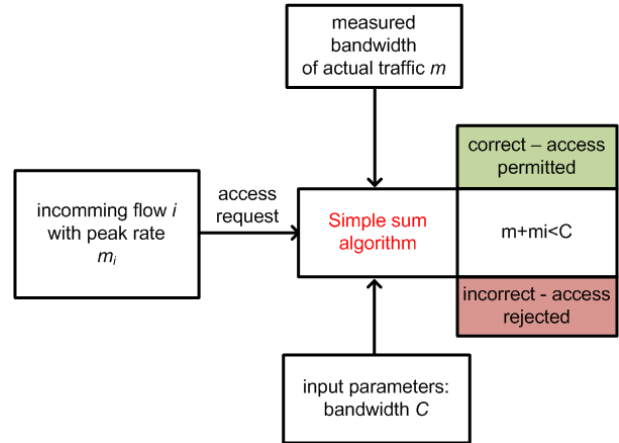 measured
bandwidth
of actual traffic m
correct – access
permitted
incomming flow i
with peak rate
mi
access
request
Simple sum
algorithm
m+mi<C
incorrect - access
rejected
input parameters:
bandwidth C